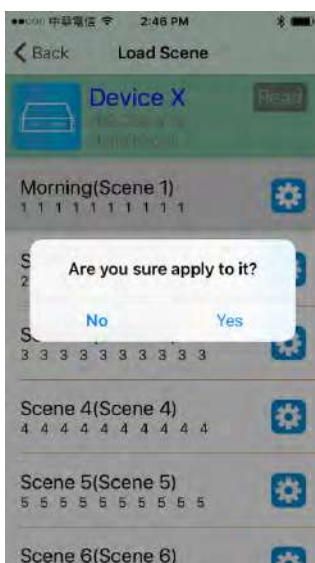 中華電信 2:46 PM
Back Load Scene
Device X
Read
Morning(Scene 1)
1 1 1 1 1 1 1 1 1 1
S
2
Are you sure apply to it?
No Yes
S
3 3 3 3 3 3 3 3 3 3
Scene 4(Scene 4)
4 4 4 4 4 4 4 4 4 4
Scene 5(Scene 5)
5 5 5 5 5 5 5 5 5 5
Scene 6(Scene 6)